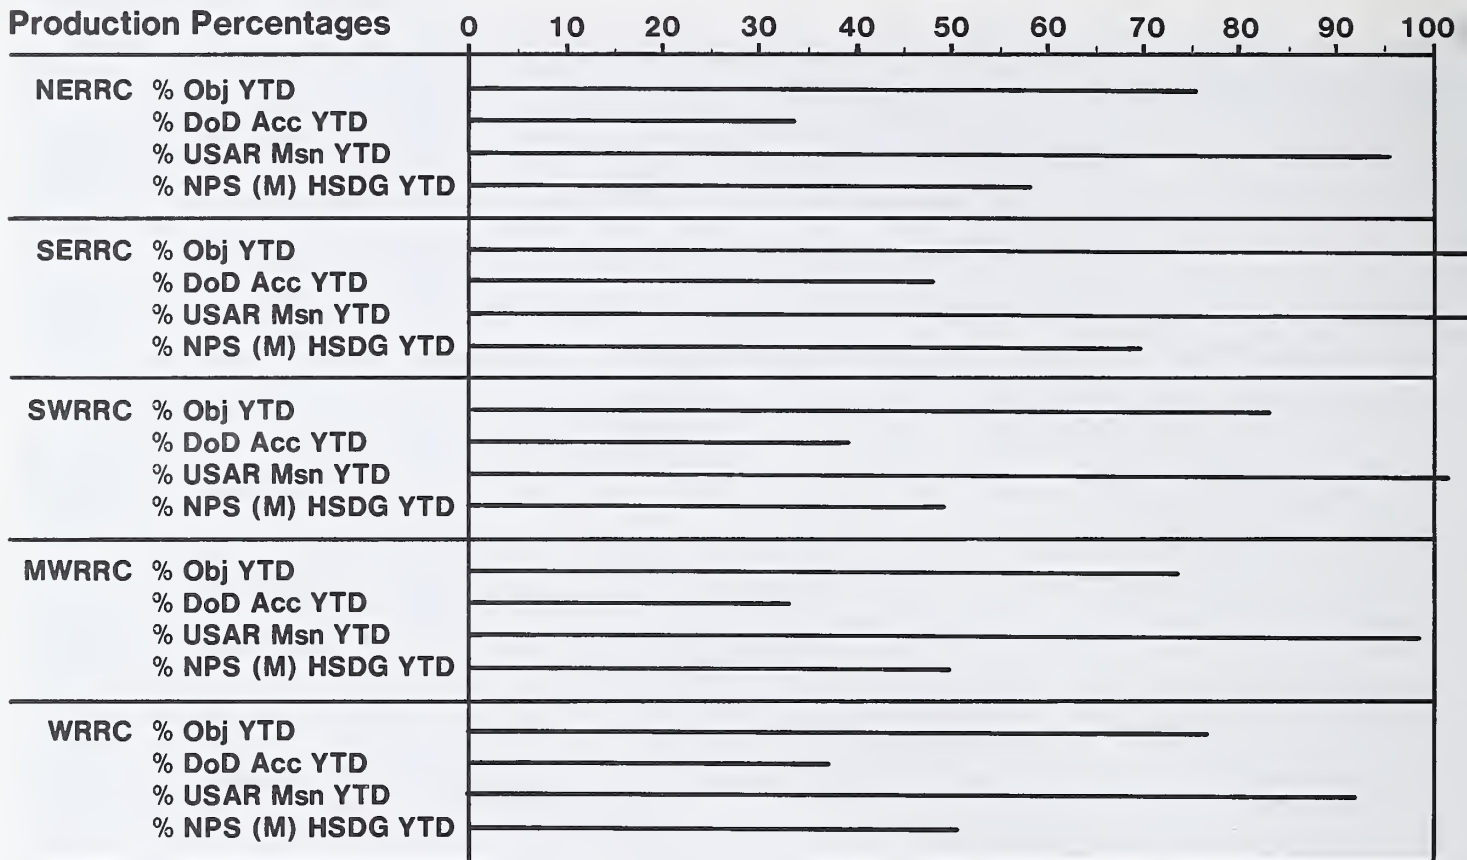 Production Percentages 0 10 20 30 40 50 60 70 80 90 100
NERRC % Obj YTD
% DoD Acc YTD
% USAR Msn YTD
% NPS (M) HSDG YTD
SERRC % Obj YTD
% DoD Acc YTD
% USAR Msn YTD
% NPS (M) HSDG YTD
SWRRC % Obj YTD
% DoD Acc YTD
% USAR Msn YTD
% NPS (M) HSDG YTD
MWRRC % Obj YTD
% DoD Acc YTD
% USAR Msn YTD
% NPS (M) HSDG YTD
WRRC % Obj YTD
% DoD Acc YTD
% USAR Msn YTD
% NPS (M) HSDG YTD